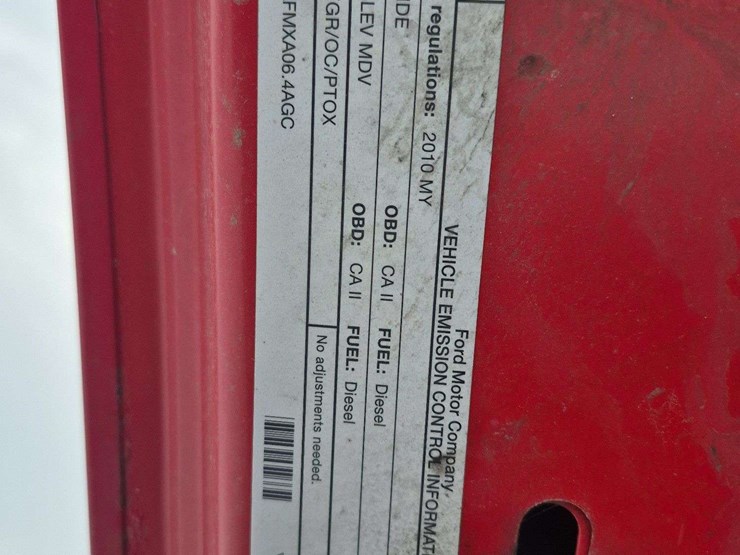 Ford Motor Company
VEHICLE EMISSION CONTROL INFORMAT
regulations: 2010 MY
IDE OBD: CA II FUEL: Diesel
LEV MDV OBD: CA II FUEL: Diesel
GR/OC/PTOX No adjustments needed.
FMXA06.4AGC